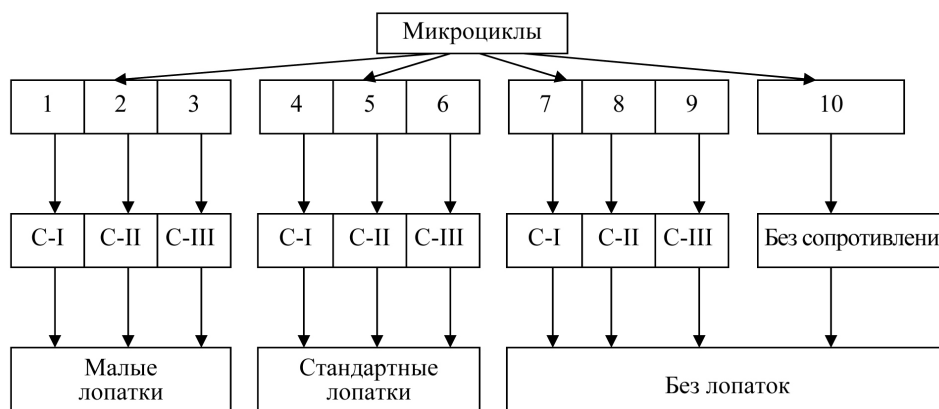 Микроциклы
1 2 3 4 5 6 7 8 9 10
С-I С-II С-III С-I С-II С-III С-I С-II С-III Без сопротивлени
Малые
лопатки
Стандартные
лопатки
Без лопаток